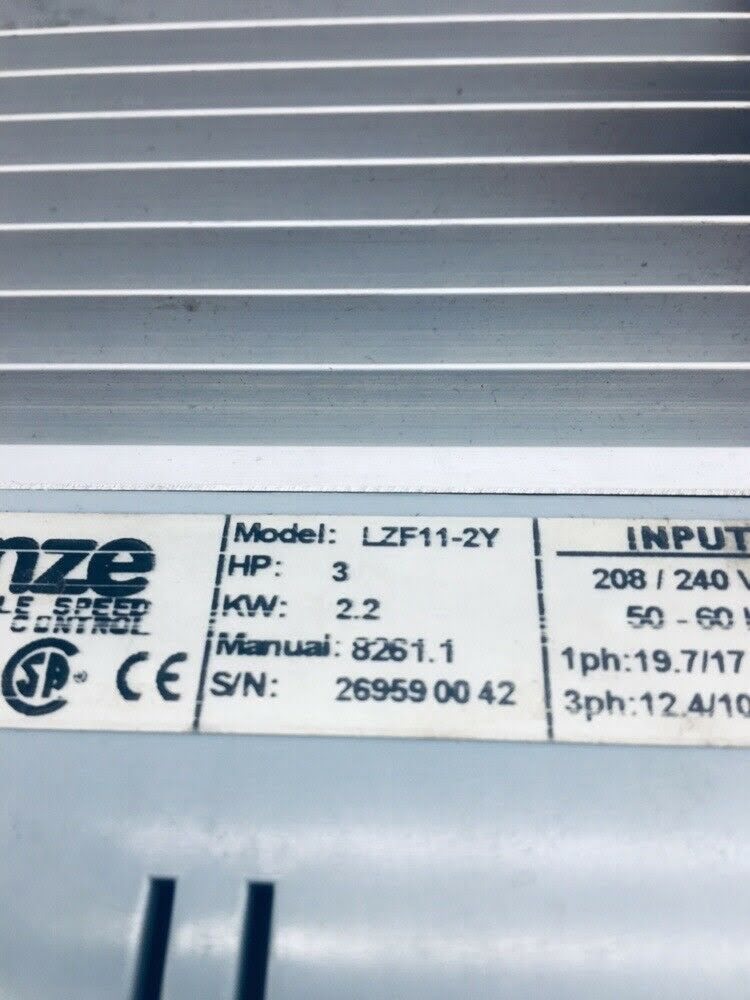 nze
LE SPEED
CONTROL
SP®
CE
Model: LZF11-2Y
HP: 3
KW: 2.2
Manual: 8261.1
S/N: 26959 00 42
INPUT
208 / 240 V
50 - 60
1ph:19.7/17
3ph:12.4/10